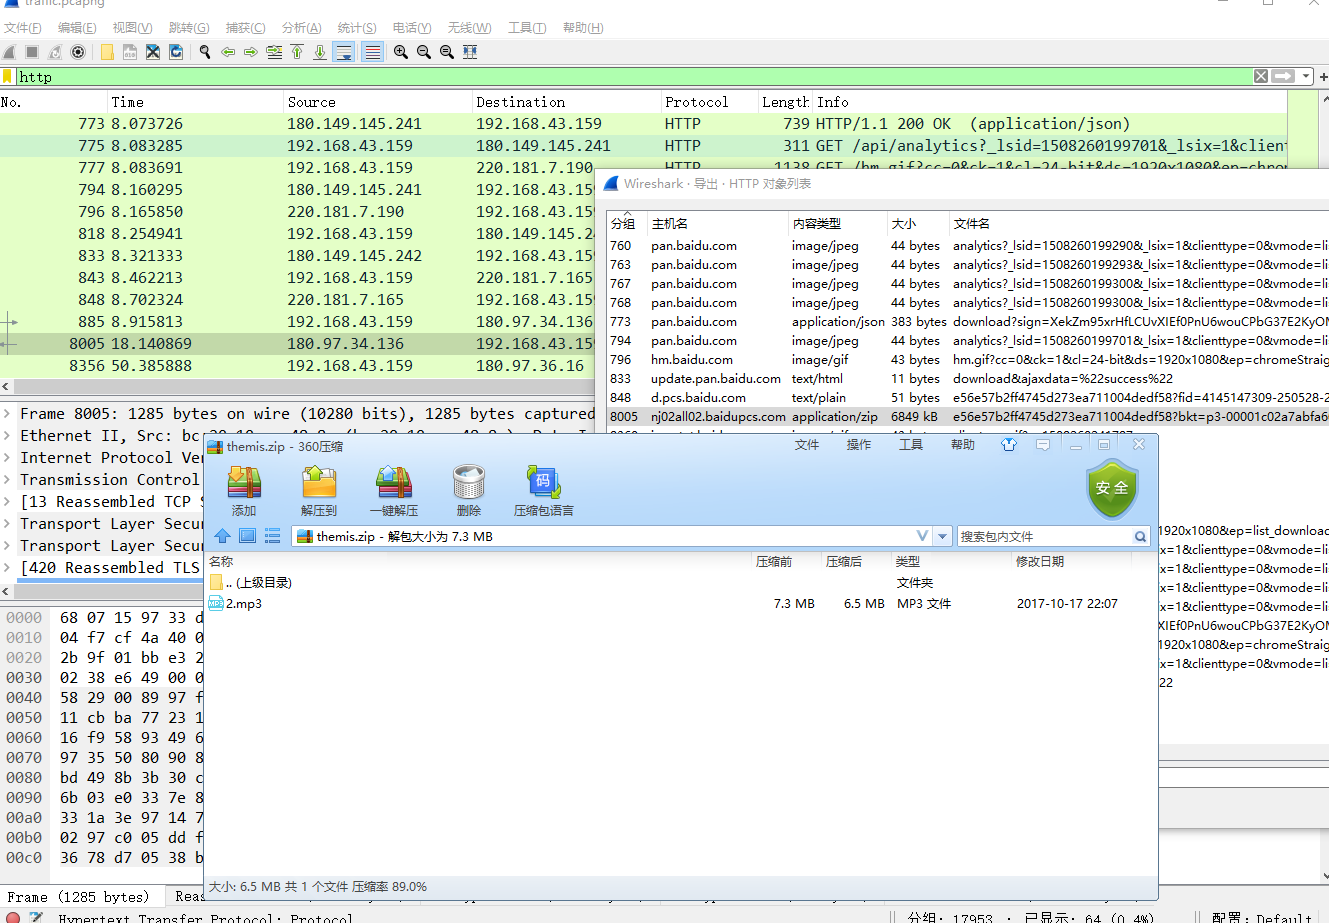 traffic.pcapng
文件(F) 编辑(E) 视图(V) 跳转(G) 捕获(C) 分析(A) 统计(S) 电话(Y) 无线(W) 工具(T) 帮助(H)
http
No. Time Source Destination Protocol Length Info
773 8.073726 180.149.145.241 192.168.43.159 HTTP 739 HTTP/1.1 200 OK (application/json)
775 8.083285 192.168.43.159 180.149.145.241 HTTP 311 GET /api/analytics?_lsid=1508260199701&_lsix=1&client
777 8.083691 192.168.43.159 220.181.7.190 HTTP 1138 GET /hm.gif?cc=0&ck=1&cl=24-bit&ds=1920x1080&ep=chrom
794 8.160295 180.149.145.241 192.168.43.15
796 8.165850 220.181.7.190 192.168.43.15
818 8.254941 192.168.43.159 180.149.145.24
833 8.321333 180.149.145.242 192.168.43.15
843 8.462213 192.168.43.159 220.181.7.165
848 8.702324 220.181.7.165 192.168.43.15
885 8.915813 192.168.43.159 180.97.34.136
8005 18.140869 180.97.34.136 192.168.43.15
8356 50.385888 192.168.43.159 180.97.36.16
Wireshark · 导出 · HTTP 对象列表
分组 主机名 内容类型 大小 文件名
760 pan.baidu.com image/jpeg 44 bytes analytics?_lsid=1508260199290&_lsix=1&clienttype=0&vmode=li
763 pan.baidu.com image/jpeg 44 bytes analytics?_lsid=1508260199293&_lsix=1&clienttype=0&vmode=li
767 pan.baidu.com image/jpeg 44 bytes analytics?_lsid=1508260199300&_lsix=1&clienttype=0&vmode=li
768 pan.baidu.com image/jpeg 44 bytes analytics?_lsid=1508260199300&_lsix=1&clienttype=0&vmode=li
773 pan.baidu.com application/json 383 bytes download?sign=XekZm95xrHfLCUvXIEf0PnU6wouCPbG37E2KyOM
794 pan.baidu.com image/jpeg 44 bytes analytics?_lsid=1508260199701&_lsix=1&clienttype=0&vmode=li
796 hm.baidu.com image/gif 43 bytes hm.gif?cc=0&ck=1&cl=24-bit&ds=1920x1080&ep=chromeStraig
833 update.pan.baidu.com text/html 11 bytes download&ajaxdata=%22success%22
848 d.pcs.baidu.com text/plain 51 bytes e56e57b2ff4745d273ea711004dedf58?fid=4145147309-250528-2
8005 nj02all02.baidupcs.com application/zip 6849 kB e56e57b2ff4745d273ea711004dedf58?bkt=p3-00001c02a7abfa6
Frame 8005: 1285 bytes on wire (10280 bits), 1285 bytes captured
Ethernet II, Src: bc
Internet Protocol Ver
Transmission Control
[13 Reassembled TCP S
Transport Layer Secur
Transport Layer Secur
[420 Reassembled TLS
0000 68 07 15 97 33 d
0010 04 f7 cf 4a 40 0
0020 2b 9f 01 bb e3 2
0030 02 38 e6 49 00 0
0040 58 29 00 89 97 f
0050 11 cb ba 77 23 1
0060 16 f9 58 93 49 6
0070 97 35 50 80 90 8
0080 bd 49 8b 3b 30 c
0090 6b 03 e0 33 7e 8
00a0 33 1a 3e 97 14 7
00b0 02 97 c0 05 dd f
00c0 36 78 d7 05 38 b
themis.zip - 360压缩 文件 操作 工具 帮助
添加 解压到 一键解压 删除 压缩包语言
码
安全
themis.zip - 解包大小为 7.3 MB 搜索包内文件
名称 压缩前 压缩后 类型 修改日期
.. (上级目录) 文件夹
2.mp3 7.3 MB 6.5 MB MP3 文件 2017-10-17 22:07
大小: 6.5 MB 共 1 个文件 压缩率 89.0%
1920x1080&ep=list_download
ix=1&clienttype=0&vmode=li
ix=1&clienttype=0&vmode=li
ix=1&clienttype=0&vmode=li
ix=1&clienttype=0&vmode=li
XIEf0PnU6wouCPbG37E2KyOM
1920x1080&ep=chromeStraig
ix=1&clienttype=0&vmode=li
22
Frame (1285 bytes) Reas
Hypertext Transfer Protocol: Protocol
分组: 17953 · 已显示: 64 (0.4%) 配置: Default